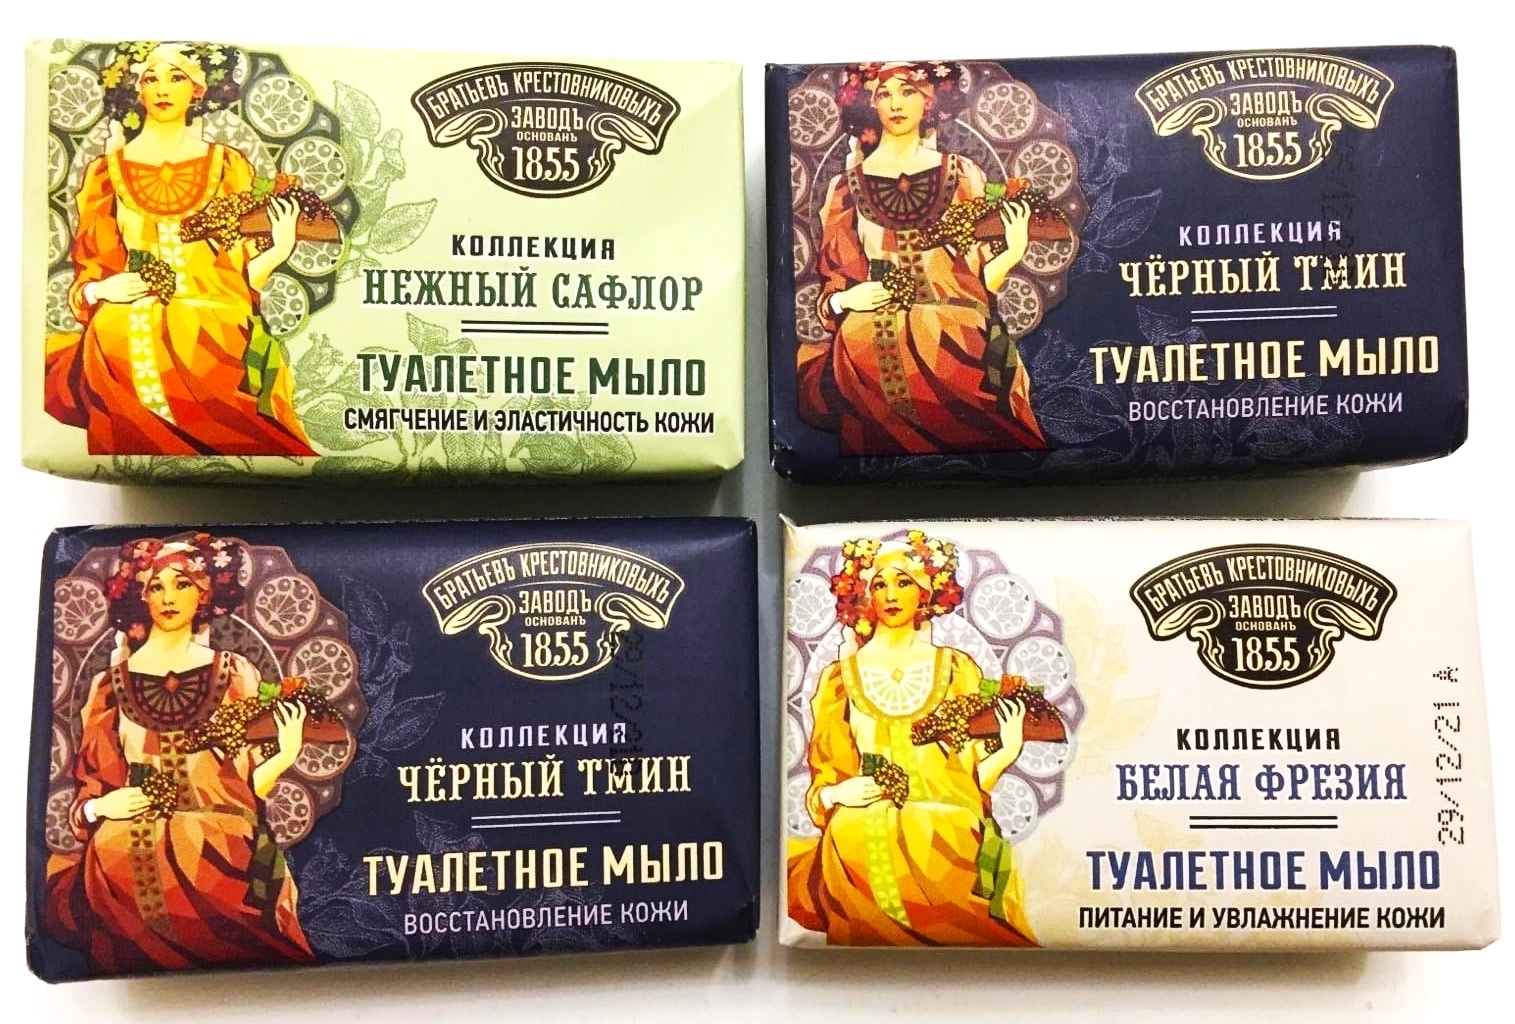 БРАТЬЕВЪ КРЕСТОВНИКОВЫХЪ
ЗАВОДЪ
ОСНОВАНЪ
1855
КОЛЛЕКЦИЯ
НЕЖНЫЙ САФЛОР
ТУАЛЕТНОЕ МЫЛО
СМЯГЧЕНИЕ И ЭЛАСТИЧНОСТЬ КОЖИ
БРАТЬЕВЪ КРЕСТОВНИКОВЫХЪ
ЗАВОДЪ
ОСНОВАНЪ
1855
КОЛЛЕКЦИЯ
ЧЁРНЫЙ ТМИН
ТУАЛЕТНОЕ МЫЛО
ВОССТАНОВЛЕНИЕ КОЖИ
БРАТЬЕВЪ КРЕСТОВНИКОВЫХЪ
ЗАВОДЪ
ОСНОВАНЪ
1855
КОЛЛЕКЦИЯ
ЧЁРНЫЙ ТМИН
ТУАЛЕТНОЕ МЫЛО
ВОССТАНОВЛЕНИЕ КОЖИ
БРАТЬЕВЪ КРЕСТОВНИКОВЫХЪ
ЗАВОДЪ
ОСНОВАНЪ
1855
КОЛЛЕКЦИЯ
БЕЛАЯ ФРЕЗИЯ
ТУАЛЕТНОЕ МЫЛО
ПИТАНИЕ И УВЛАЖНЕНИЕ КОЖИ
29/12/21